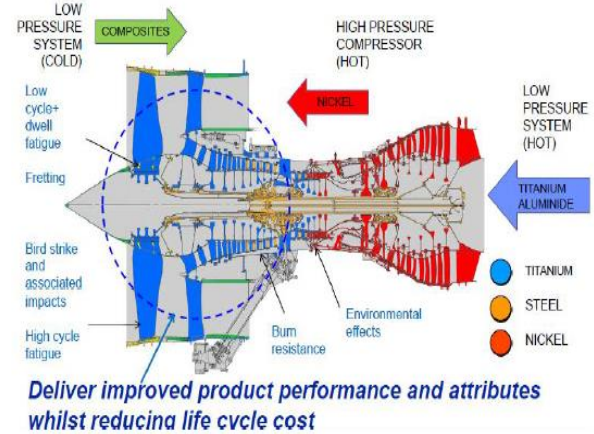 LOW
PRESSURE
SYSTEM
(COLD)
COMPOSITES
HIGH PRESSURE
COMPRESSOR
(HOT)
NICKEL
LOW
PRESSURE
SYSTEM
(HOT)
TITANIUM
ALUMINIDE
Low
cycle+
dwell
fatigue
Fretting
Bird strike
and
associated
impacts
High cycle
fatigue
Burn
resistance
Environmental
effects
TITANIUM
STEEL
NICKEL
Deliver improved product performance and attributes
whilst reducing life cycle cost